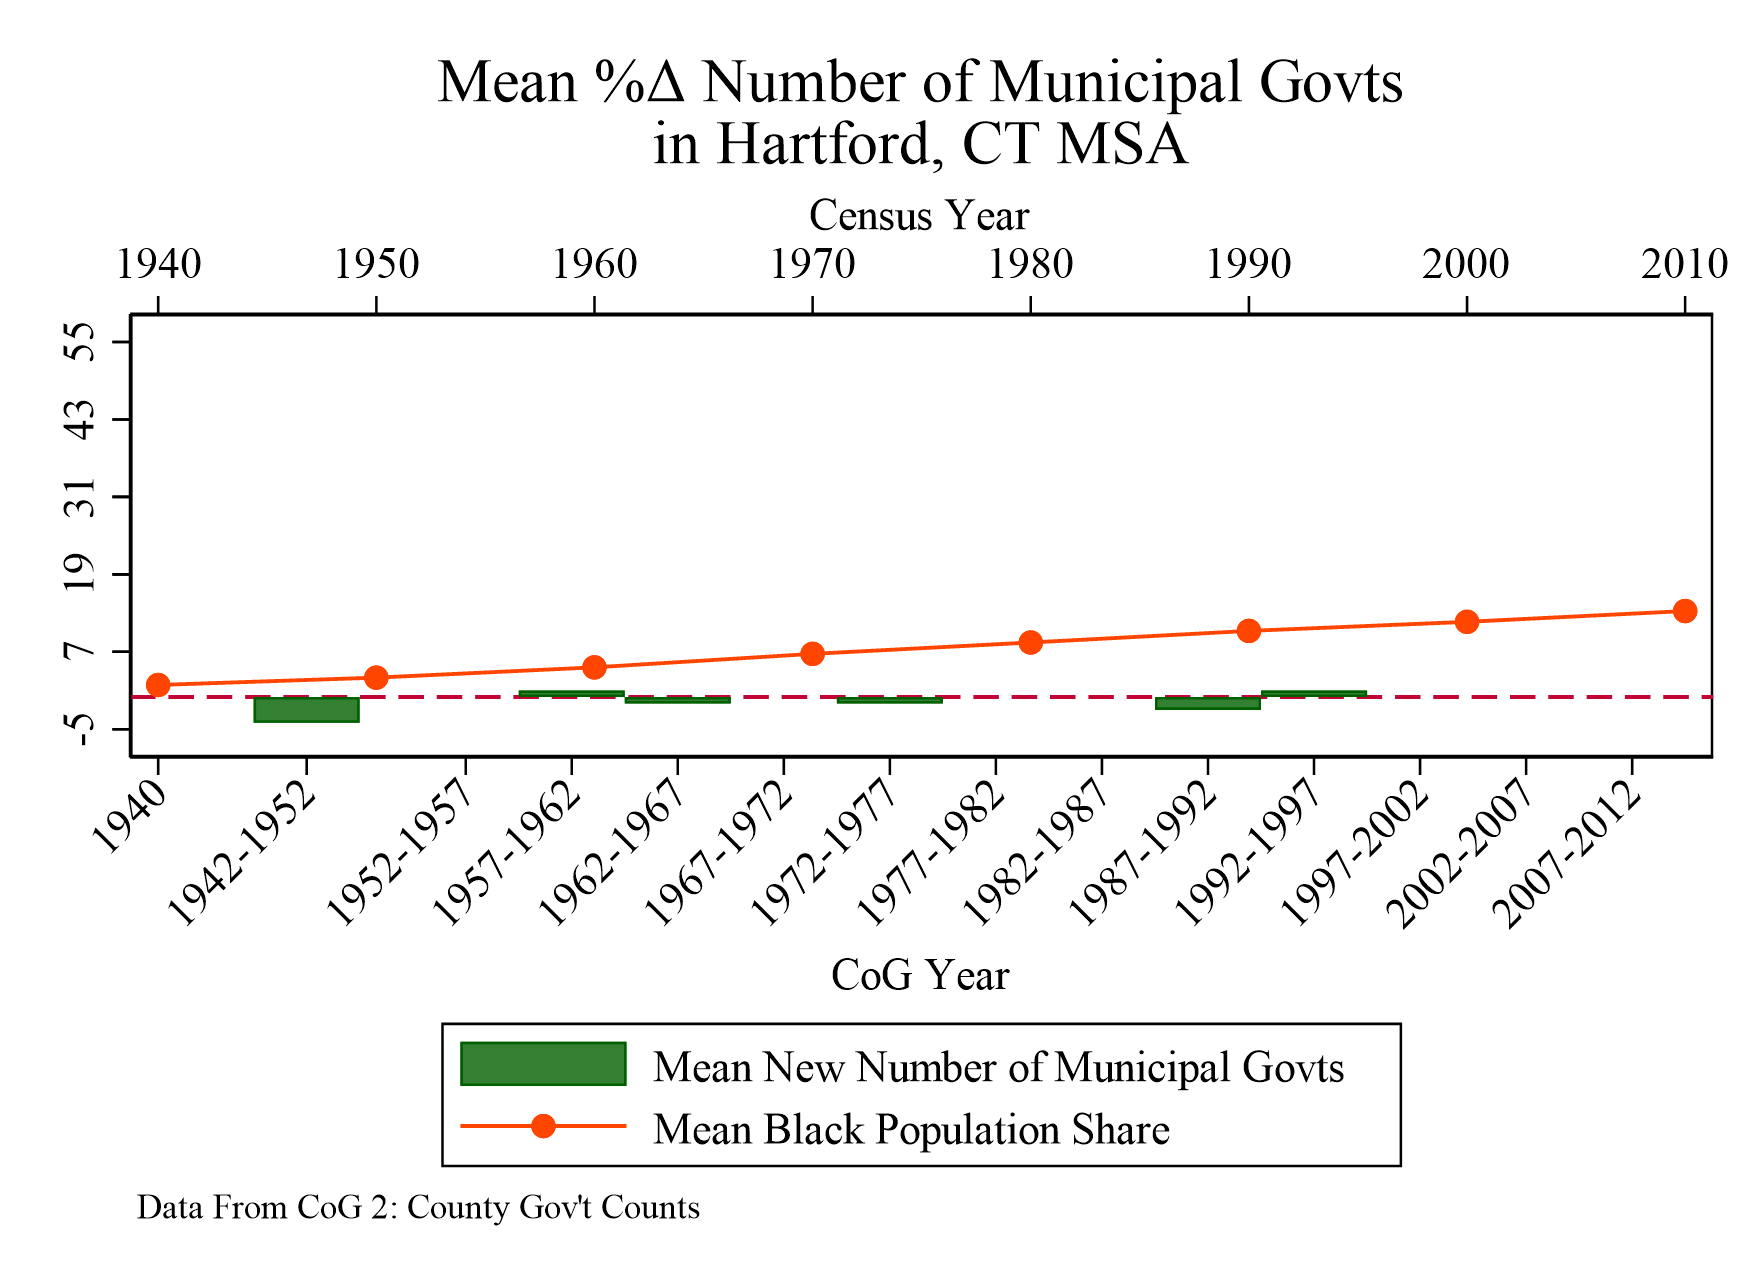 Mean %Δ Number of Municipal Govts
in Hartford, CT MSA
Census Year
1940 1950 1960 1970 1980 1990 2000 2010
55
43
31
19
7
-5
1940 1942-1952 1952-1957 1957-1962 1962-1967 1967-1972 1972-1977 1977-1982 1982-1987 1987-1992 1992-1997 1997-2002 2002-2007 2007-2012
CoG Year
Mean New Number of Municipal Govts
Mean Black Population Share
Data From CoG 2: County Gov't Counts